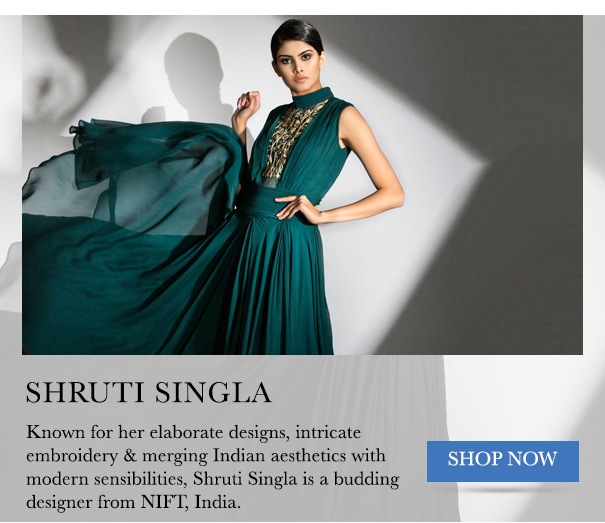 SHRUTI SINGLA
Known for her elaborate designs, intricate
embroidery & merging Indian aesthetics with
modern sensibilities, Shruti Singla is a budding
designer from NIFT, India.
SHOP NOW